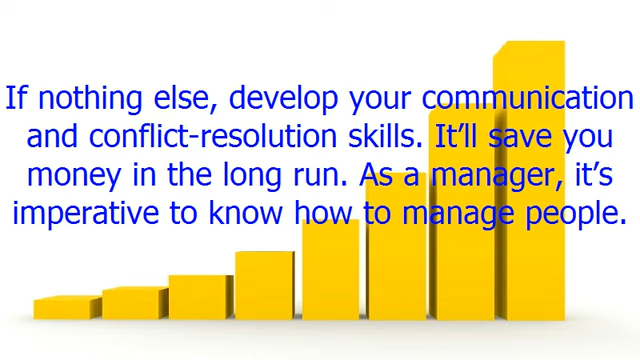 If nothing else, develop your communication
and conflict-resolution skills. It’ll save you
money in the long run. As a manager, it’s
imperative to know how to manage people.